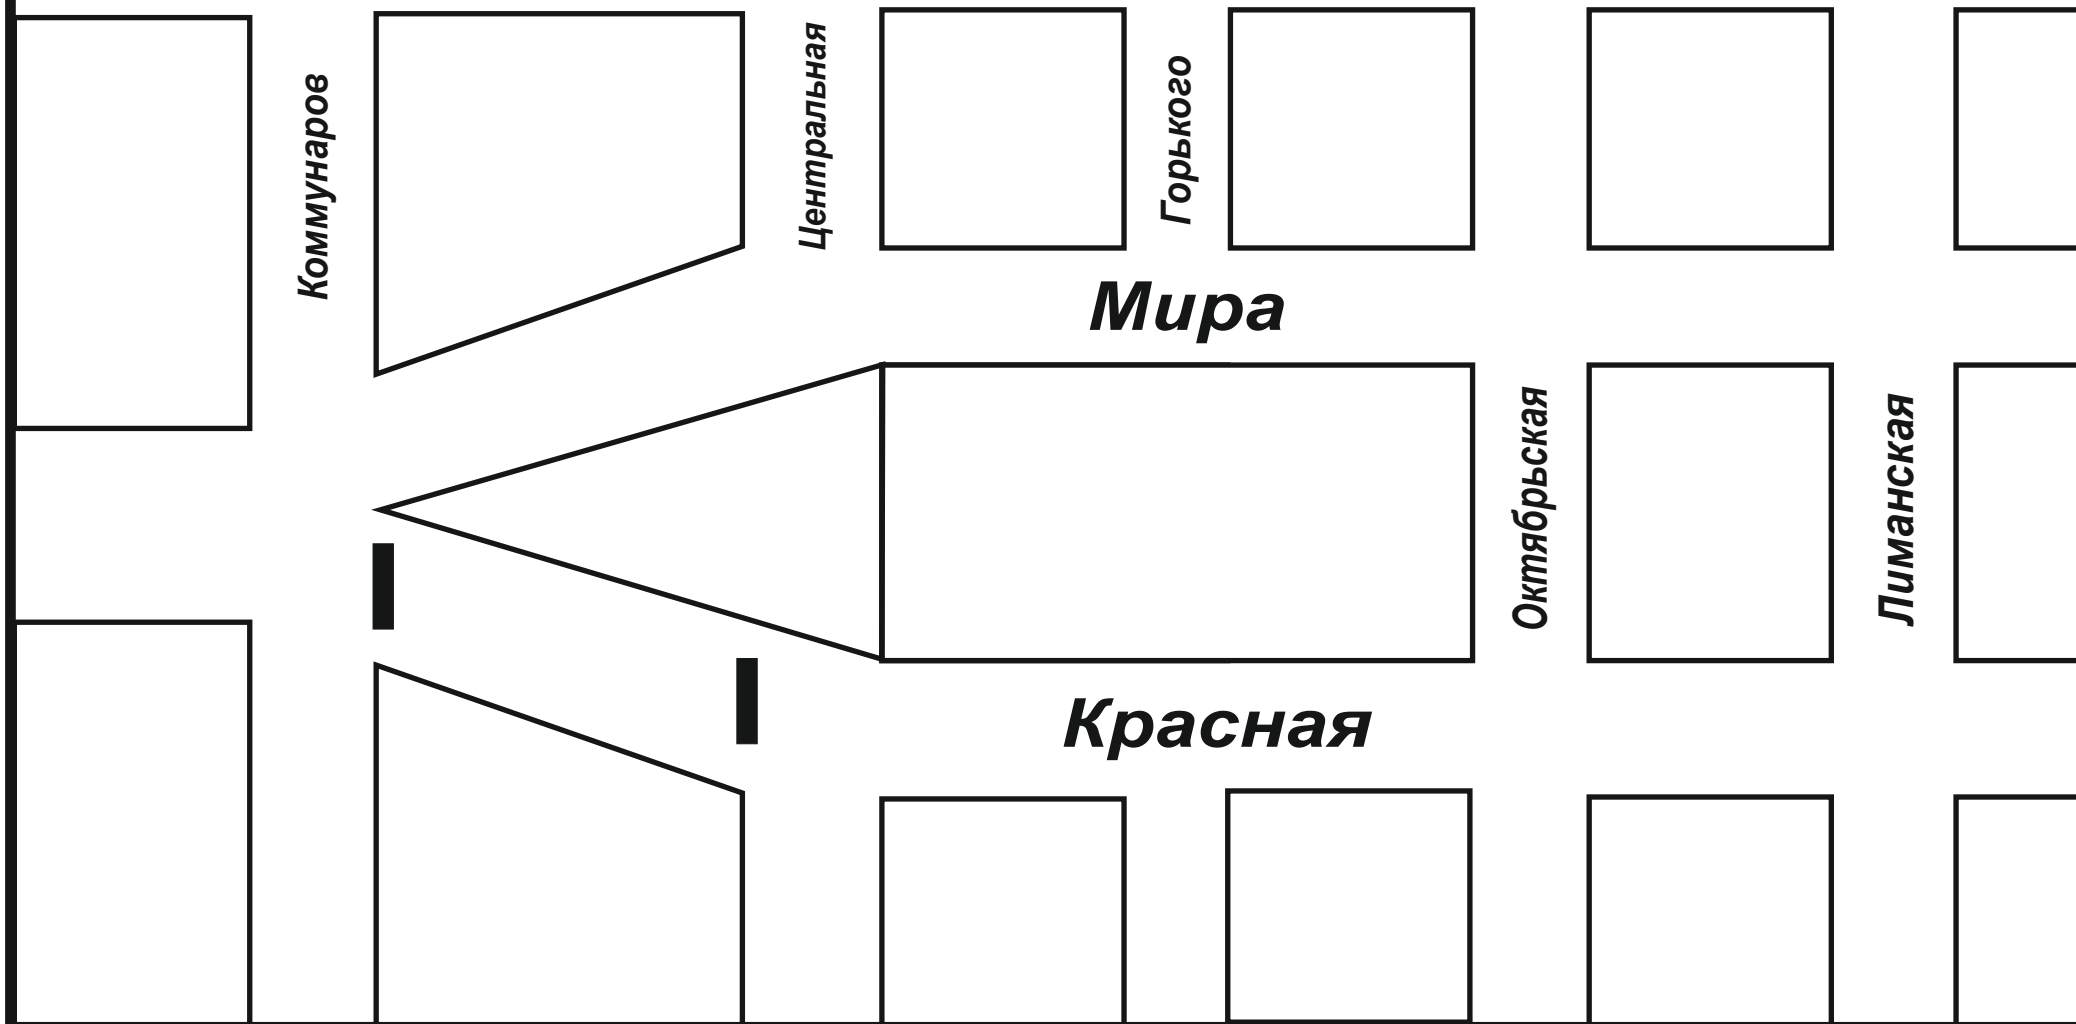 Коммунаров
Центральная
Горького
Мира
Октябрьская
Лиманская
Красная